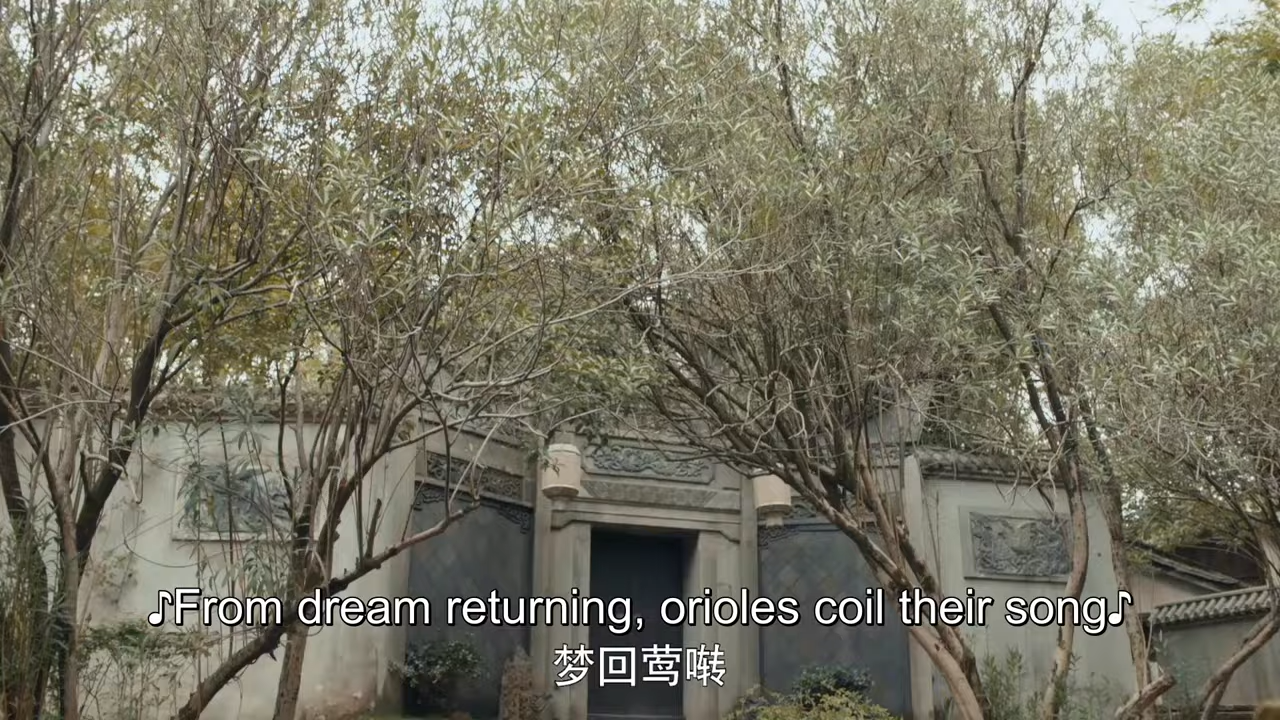 ♪From dream returning, orioles coil their song♪
梦回莺啭